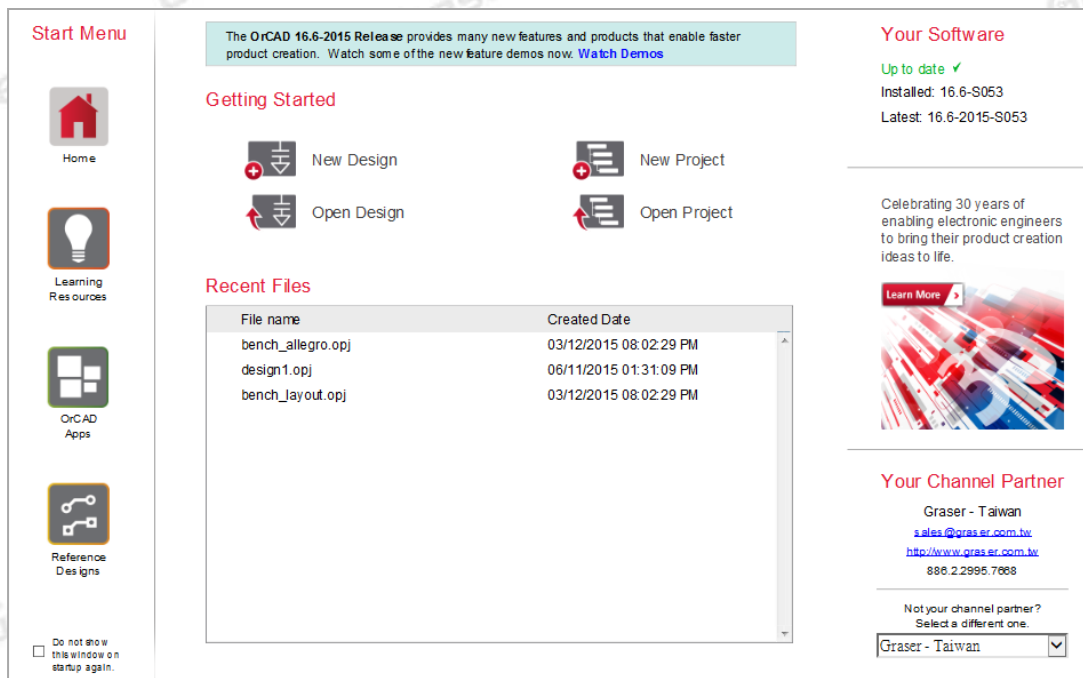 Start Menu
Home
Learning
Resources
OrCAD
Apps
Reference
Designs
Do not show
this window on
startup again.
The OrCAD 16.6-2015 Release provides many new features and products that enable faster
product creation. Watch some of the new feature demos now. Watch Demos
Getting Started
New Design
New Project
Open Design
Open Project
Recent Files
File name Created Date
bench_allegro.opj 03/12/2015 08:02:29 PM
design1.opj 06/11/2015 01:31:09 PM
bench_layout.opj 03/12/2015 08:02:29 PM
Your Software
Up to date ✓
Installed: 16.6-S053
Latest: 16.6-2015-S053
Celebrating 30 years of
enabling electronic engineers
to bring their product creation
ideas to life.
Learn More
Your Channel Partner
Graser - Taiwan
sales@graser.com.tw
http://www.graser.com.tw
886.2.2995.7668
Not your channel partner?
Select a different one.
Graser - Taiwan